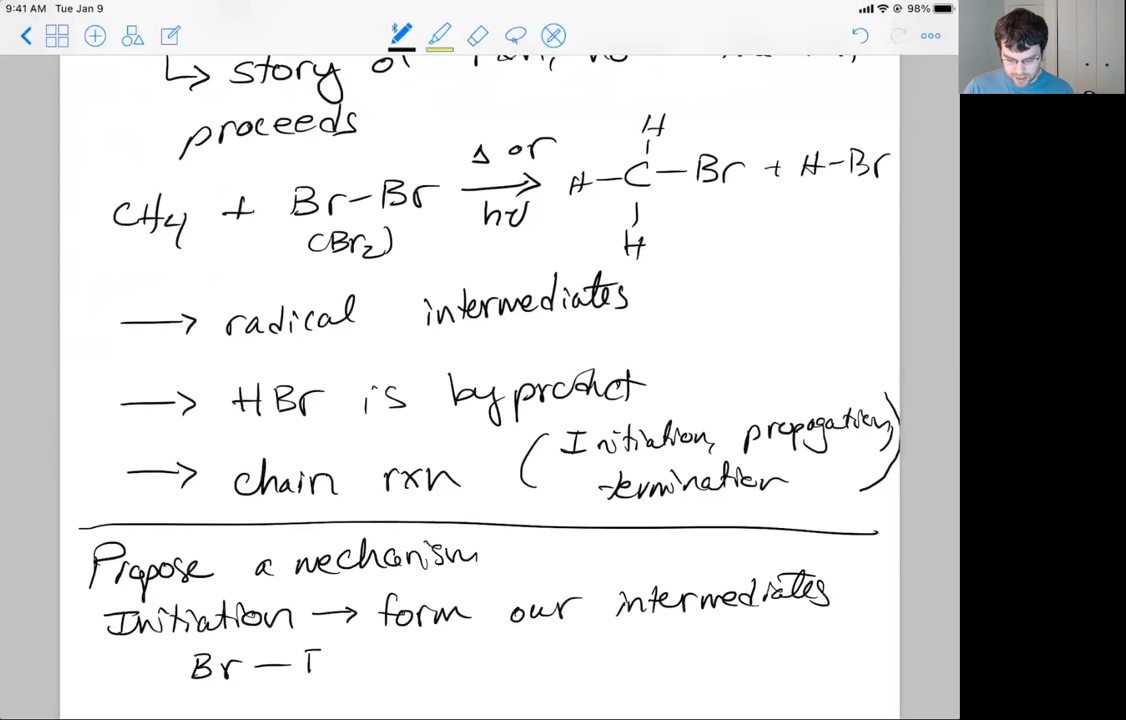 9:41 AM Tue Jan 9
98%
↳ story of
proceeds
CH4 + Br-Br (Br2) Δ or hν → H-C-Br + H-Br
H
H
→ radical intermediates
→ HBr is byproduct
→ chain rxn (Initiation, propagation, termination)
Propose a mechanism
Initiation → form our intermediates
Br —